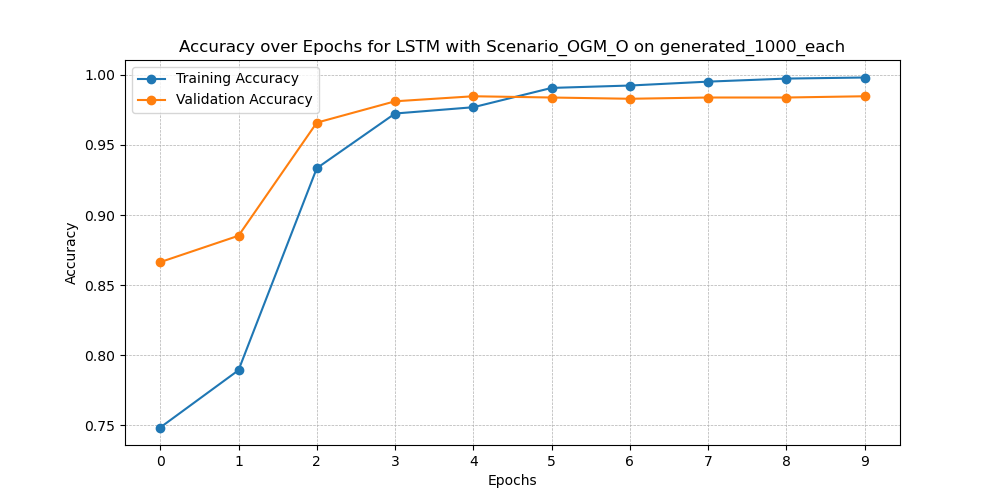 Accuracy over Epochs for LSTM with Scenario_OGM_O on generated_1000_each
Training Accuracy
Validation Accuracy
1.00
0.95
0.90
0.85
0.80
0.75
Accuracy
0 1 2 3 4 5 6 7 8 9
Epochs